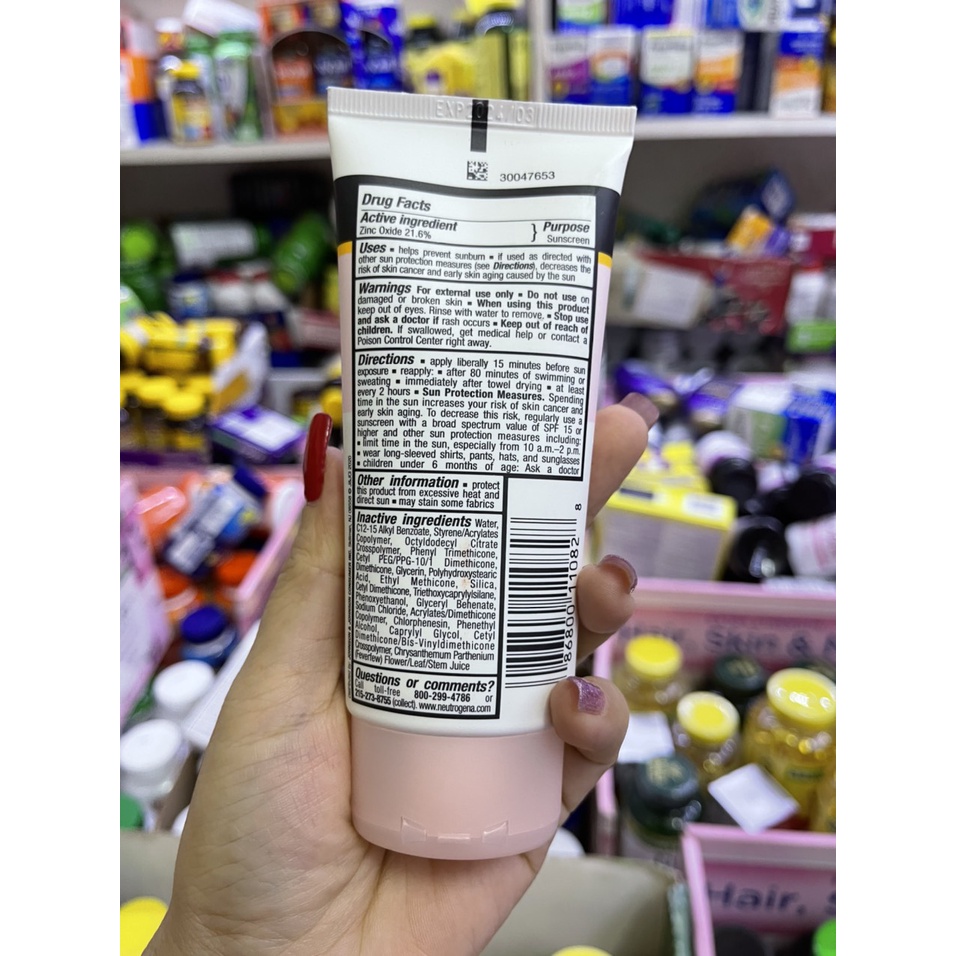 EXP2024/03
30047653
Drug Facts
Active ingredient
Purpose
Zinc Oxide 21.6%
Sunscreen
Uses ▪ helps prevent sunburn ▪ if used as directed with
other sun protection measures (see Directions), decreases the
risk of skin cancer and early skin aging caused by the sun
Warnings For external use only ▪ Do not use on
damaged or broken skin ▪ When using this product
keep out of eyes. Rinse with water to remove. ▪ Stop use
and ask a doctor if rash occurs ▪ Keep out of reach of
children. If swallowed, get medical help or contact a
Poison Control Center right away.
Directions ▪ apply liberally 15 minutes before sun
exposure ▪ reapply: ▪ after 80 minutes of swimming or
sweating ▪ immediately after towel drying ▪ at least
every 2 hours ▪ Sun Protection Measures. Spending
time in the sun increases your risk of skin cancer and
early skin aging. To decrease this risk, regularly use a
sunscreen with a broad spectrum value of SPF 15 or
higher and other sun protection measures including:
▪ limit time in the sun, especially from 10 a.m.–2 p.m.
▪ wear long-sleeved shirts, pants, hats, and sunglasses
▪ children under 6 months of age: Ask a doctor
Other information ▪ protect
this product from excessive heat and
direct sun ▪ may stain some fabrics
Inactive ingredients Water,
C12-15 Alkyl Benzoate, Styrene/Acrylates
Copolymer, Octyldodecyl Citrate
Crosspolymer, Phenyl Trimethicone,
Cetyl PEG/PPG-10/1 Dimethicone,
Dimethicone, Glycerin, Polyhydroxystearic
Acid, Ethyl Methicone, Silica,
Cetyl Dimethicone, Triethoxycaprylylsilane,
Phenoxyethanol, Glyceryl Behenate,
Sodium Chloride, Acrylates/Dimethicone
Copolymer, Chlorphenesin, Phenethyl
Alcohol, Caprylyl Glycol, Cetyl
Dimethicone/Bis-Vinyldimethicone
Crosspolymer, Chrysanthemum Parthenium
(Feverfew) Flower/Leaf/Stem Juice
Questions or comments?
Call toll-free 800-299-4786 or
215-273-8755 (collect). www.neutrogena.com
86800 11082 8
Skin &
Hair,